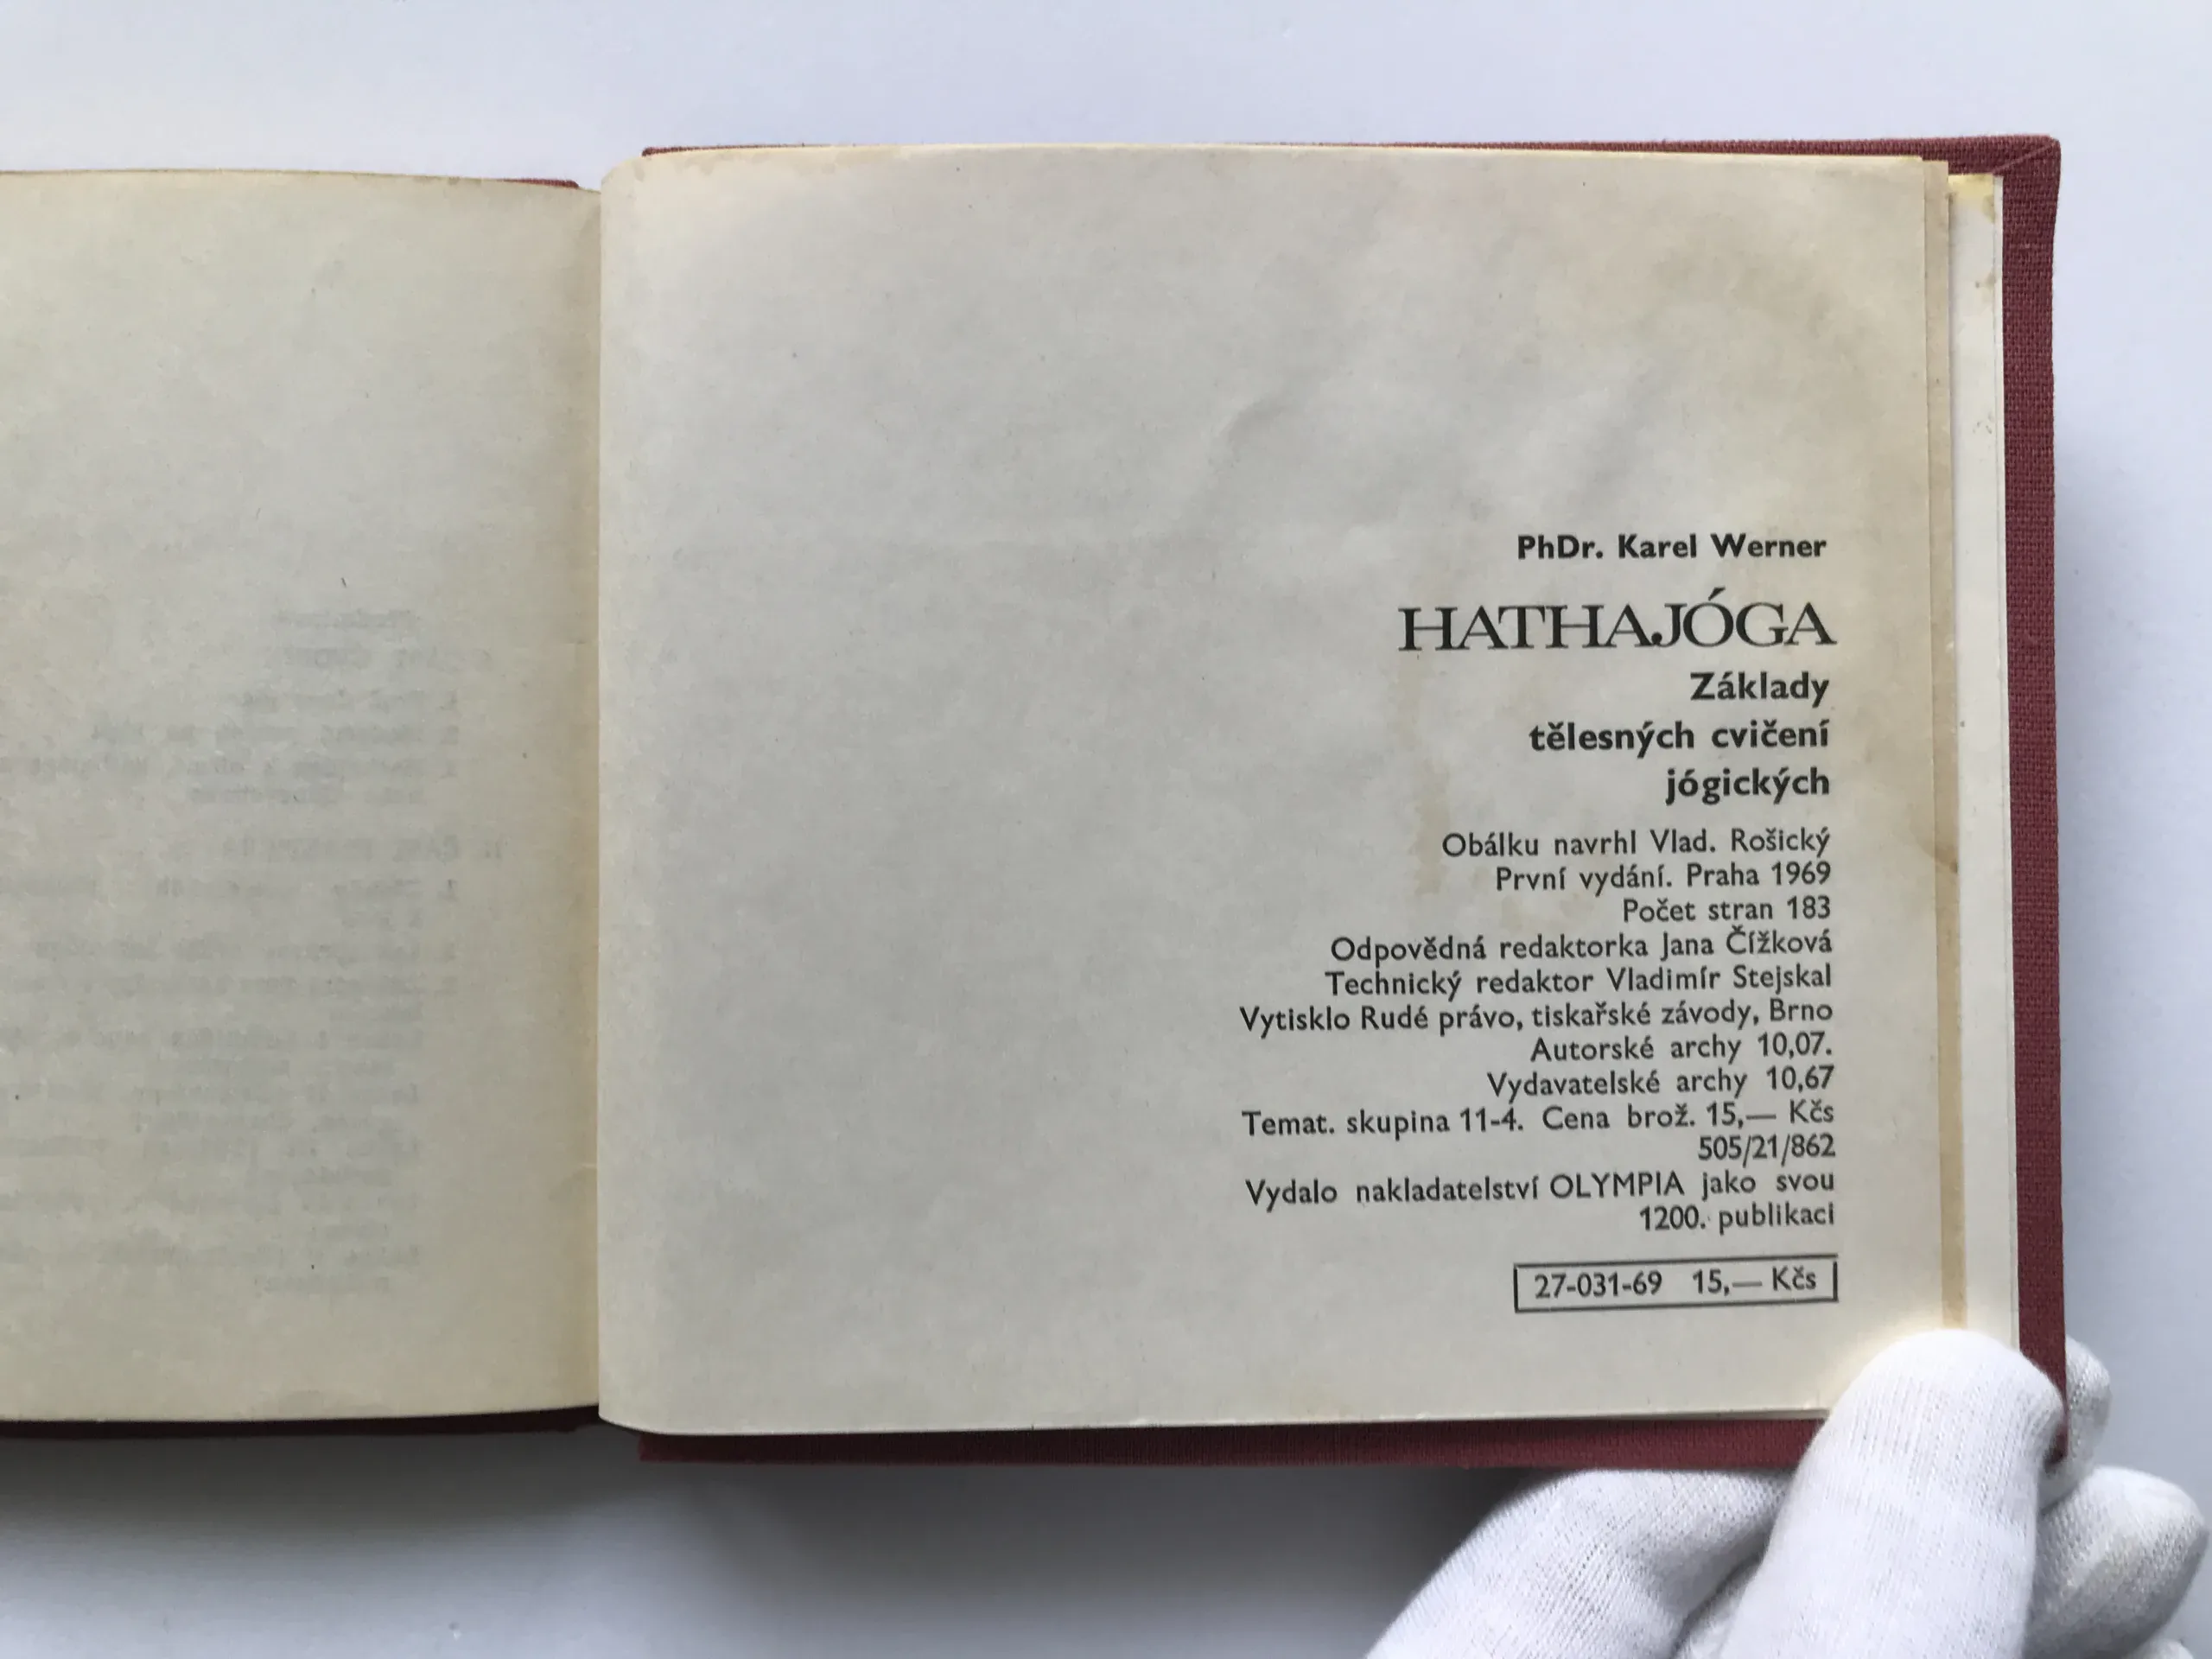 PhDr. Karel Werner
HATHAJÓGA
Základy
tělesných cvičení
jógických
Obálku navrhl Vlad. Rošický
První vydání. Praha 1969
Počet stran 183
Odpovědná redaktorka Jana Čížková
Technický redaktor Vladimír Stejskal
Vytisklo Rudé právo, tiskařské závody, Brno
Autorské archy 10,07.
Vydavatelské archy 10,67
Temat. skupina 11-4. Cena brož. 15,— Kčs
505/21/862
Vydalo nakladatelství OLYMPIA jako svou
1200. publikaci
27-031-69 15,— Kčs